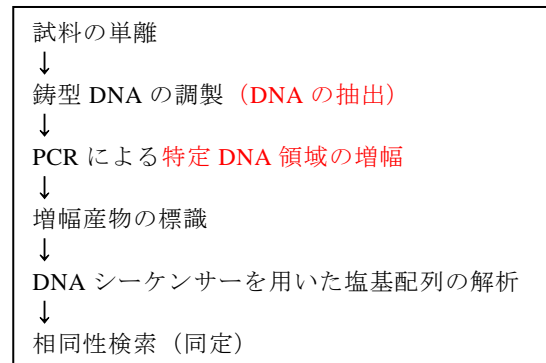 試料の単離
↓
鋳型 DNA の調製（DNA の抽出）
↓
PCR による特定 DNA 領域の増幅
↓
増幅産物の標識
↓
DNA シーケンサーを用いた塩基配列の解析
↓
相同性検索（同定）